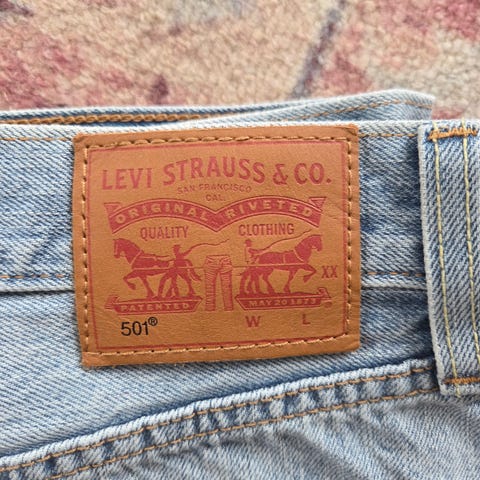 LEVI STRAUSS & CO.
SAN FRANCISCO
CAL.
ORIGINAL RIVETED
QUALITY CLOTHING
XX
PATENTED MAY 20 1873
501® W L